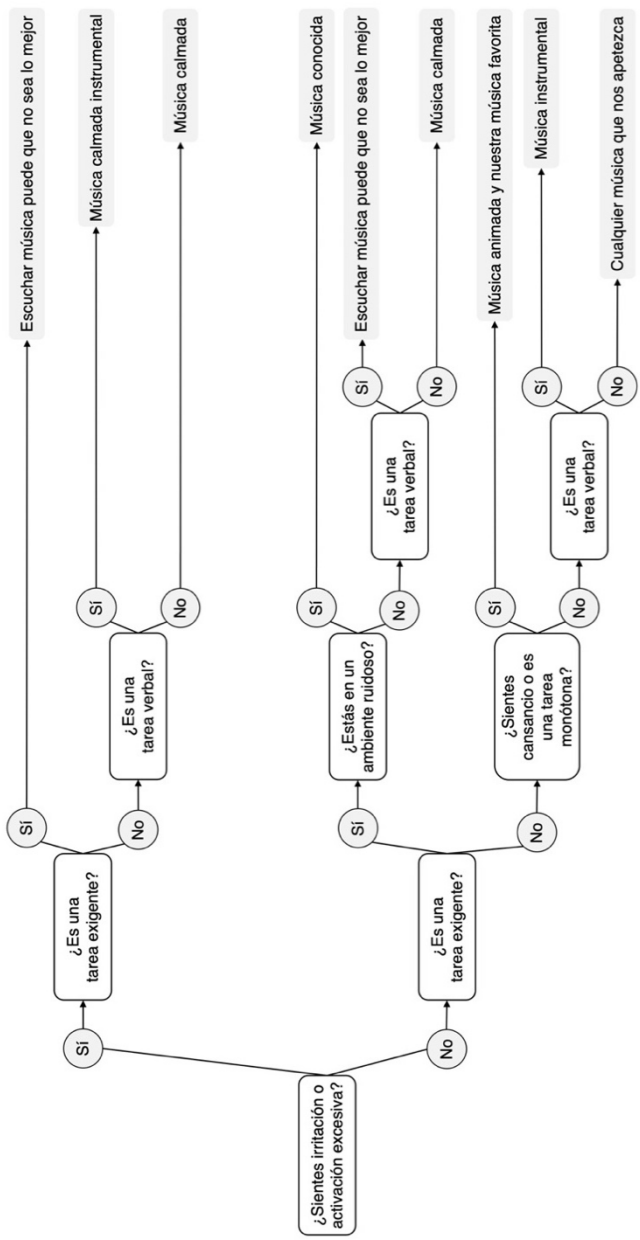 ¿Sientes irritación o
activación excesiva?
Sí
No
¿Es una
tarea exigente?
¿Es una
tarea exigente?
Sí
No
Sí
No
¿Es una
tarea verbal?
¿Estás en un
ambiente ruidoso?
¿Sientes
cansancio o es
una tarea
monótona?
Sí
No
Sí
No
Sí
No
¿Es una
tarea verbal?
¿Es una
tarea verbal?
Sí
No
Sí
No
Escuchar música puede que no sea lo mejor
Música calmada instrumental
Música calmada
Música conocida
Escuchar música puede que no sea lo mejor
Música calmada
Música animada y nuestra música favorita
Música instrumental
Cualquier música que nos apetezca